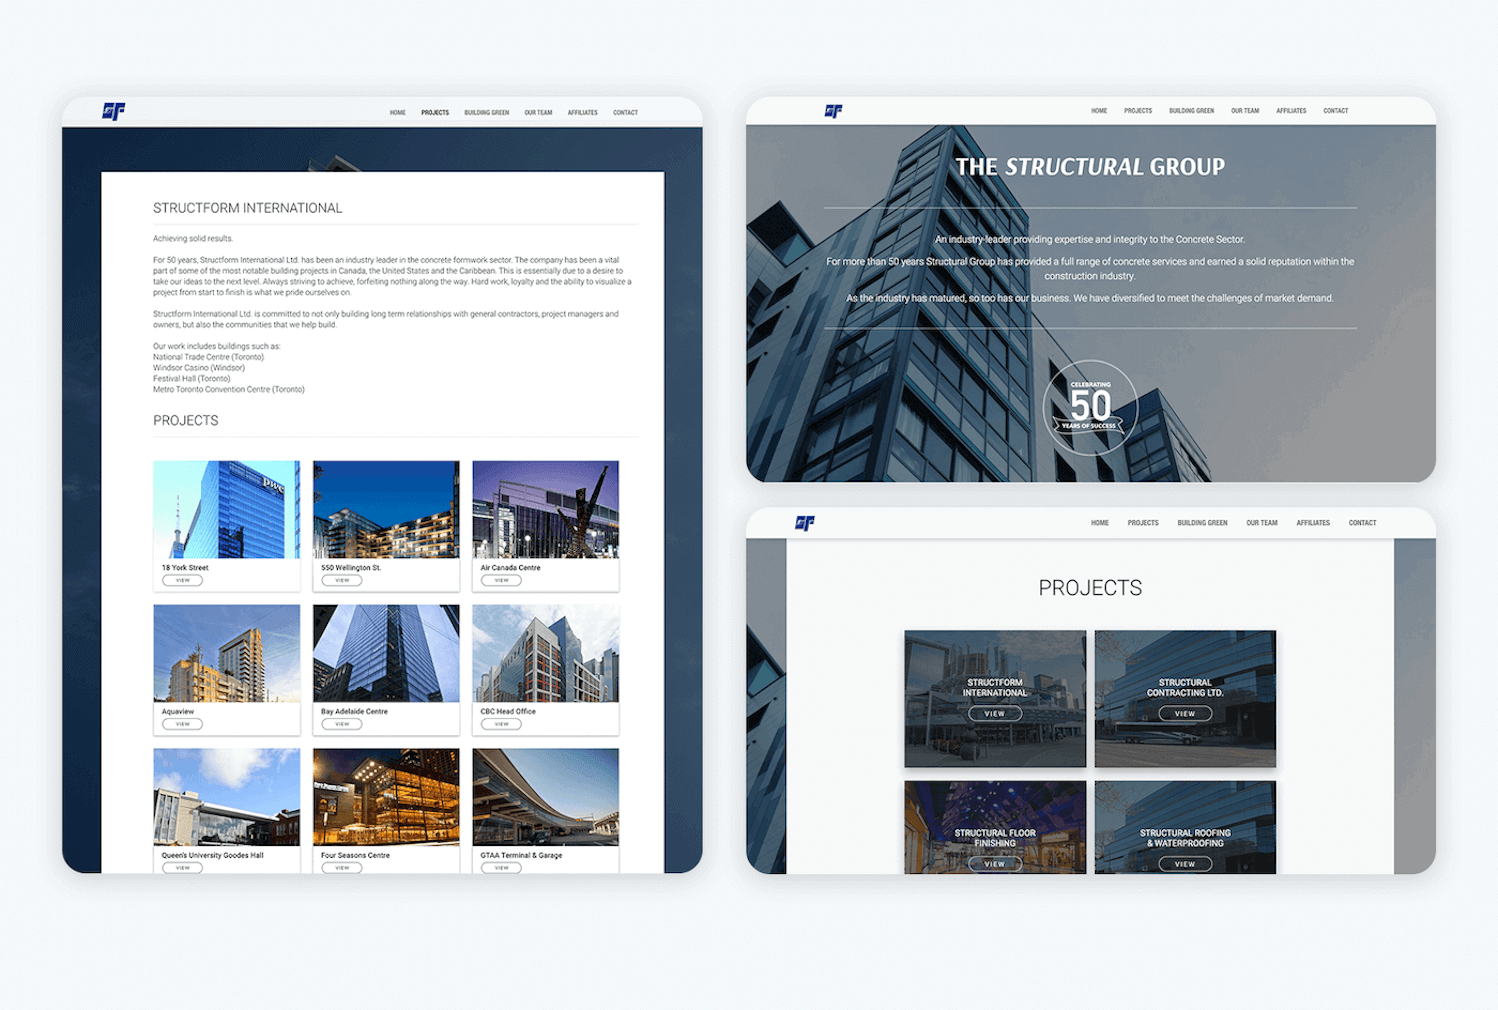 HOME PROJECTS BUILDING GREEN OUR TEAM AFFILIATES CONTACT
STRUCTFORM INTERNATIONAL
Achieving solid results.
For 50 years, Structform International Ltd. has been an industry leader in the concrete formwork sector. The company has been a vital
part of some of the most notable building projects in Canada, the United States and the Caribbean. This is essentially due to a desire to
take our ideas to the next level. Always striving to achieve, forfeiting nothing along the way. Hard work, loyalty and the ability to visualize a
project from start to finish is what we pride ourselves on.
Structform International Ltd. is committed to not only building long term relationships with general contractors, project managers and
owners, but also the communities that we help build.
Our work includes buildings such as:
National Trade Centre (Toronto)
Windsor Casino (Windsor)
Festival Hall (Toronto)
Metro Toronto Convention Centre (Toronto)
PROJECTS
pwc
18 York Street
VIEW
550 Wellington St.
VIEW
Air Canada Centre
VIEW
Aquaview
VIEW
Bay Adelaide Centre
VIEW
CBC Head Office
VIEW
Queen's University Goodes Hall
VIEW
Four Seasons Centre
VIEW
GTAA Terminal & Garage
VIEW
HOME PROJECTS BUILDING GREEN OUR TEAM AFFILIATES CONTACT
THE STRUCTURAL GROUP
An industry-leader providing expertise and integrity to the Concrete Sector.
For more than 50 years Structural Group has provided a full range of concrete services and earned a solid reputation within the
construction industry.
As the industry has matured, so too has our business. We have diversified to meet the challenges of market demand.
CELEBRATING
50
YEARS OF SUCCESS
HOME PROJECTS BUILDING GREEN OUR TEAM AFFILIATES CONTACT
PROJECTS
STRUCTFORM
INTERNATIONAL
VIEW
STRUCTURAL
CONTRACTING LTD.
VIEW
STRUCTURAL FLOOR
FINISHING
VIEW
STRUCTURAL ROOFING
& WATERPROOFING
VIEW